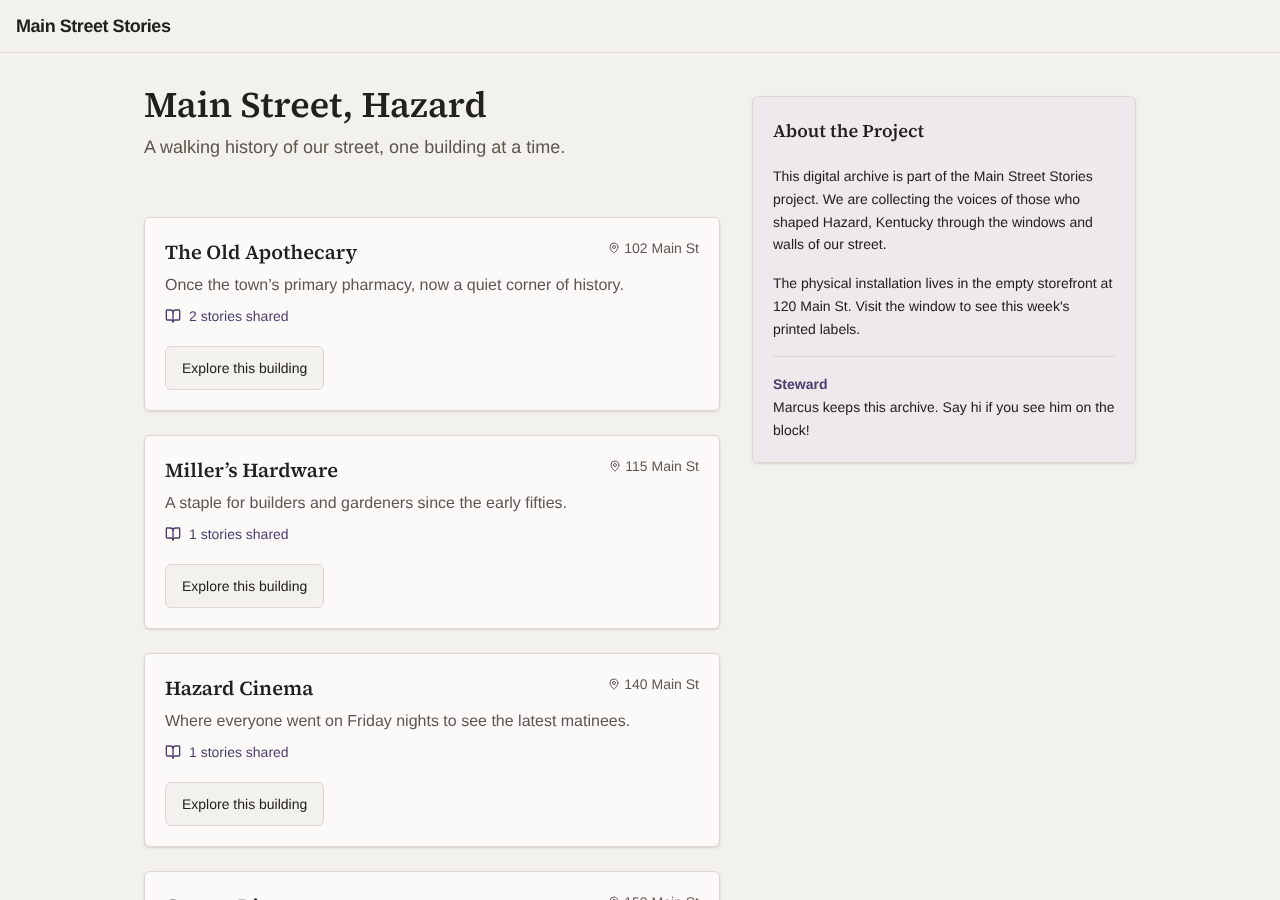 Main Street Stories
Main Street, Hazard
A walking history of our street, one building at a time.
The Old Apothecary
102 Main St
Once the town’s primary pharmacy, now a quiet corner of history.
2 stories shared
Explore this building
Miller’s Hardware
115 Main St
A staple for builders and gardeners since the early fifties.
1 stories shared
Explore this building
Hazard Cinema
140 Main St
Where everyone went on Friday nights to see the latest matinees.
1 stories shared
Explore this building
About the Project
This digital archive is part of the Main Street Stories
project. We are collecting the voices of those who
shaped Hazard, Kentucky through the windows and
walls of our street.
The physical installation lives in the empty storefront at
120 Main St. Visit the window to see this week's
printed labels.
Steward
Marcus keeps this archive. Say hi if you see him on the
block!